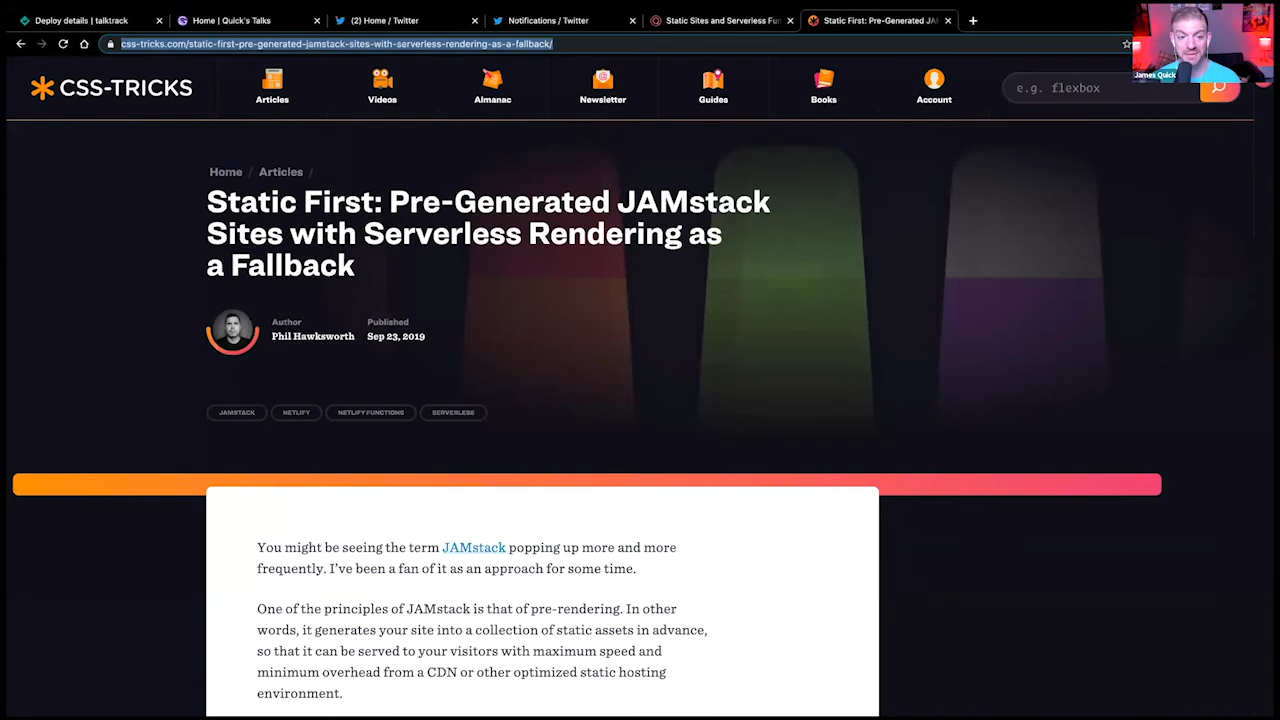 Deploy details | talktrack
Home | Quick's Talks
(2) Home / Twitter
Notifications / Twitter
Static Sites and Serverless Fun
Static First: Pre-Generated JA
css-tricks.com/static-first-pre-generated-jamstack-sites-with-serverless-rendering-as-a-fallback/
James Quick
CSS-TRICKS
Articles
Videos
Almanac
Newsletter
Guides
Books
Account
e.g. flexbox
Home / Articles /
Static First: Pre-Generated JAMstack
Sites with Serverless Rendering as
a Fallback
Author
Phil Hawksworth
Published
Sep 23, 2019
JAMSTACK
NETLIFY
NETLIFY FUNCTIONS
SERVERLESS
You might be seeing the term JAMstack popping up more and more
frequently. I've been a fan of it as an approach for some time.
One of the principles of JAMstack is that of pre-rendering. In other
words, it generates your site into a collection of static assets in advance,
so that it can be served to your visitors with maximum speed and
minimum overhead from a CDN or other optimized static hosting
environment.